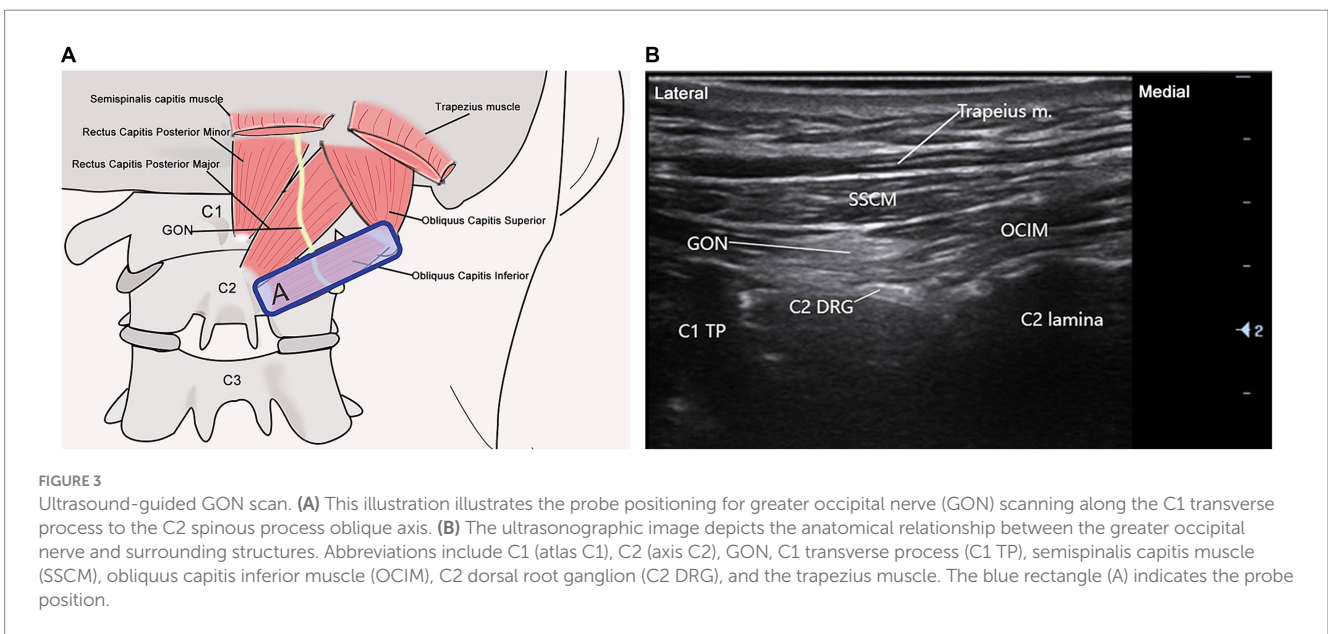 A
Semispinalis capitis muscle
Trapezius muscle
Rectus Capitis Posterior Minor
Rectus Capitis Posterior Major
C1
GON
Obliquus Capitis Superior
Obliquus Capitis Inferior
C2
A
C3
B
Lateral
Medial
Trapeius m.
SSCM
GON
OCIM
C2 DRG
C1 TP
C2 lamina
2
FIGURE 3
Ultrasound-guided GON scan. (A) This illustration illustrates the probe positioning for greater occipital nerve (GON) scanning along the C1 transverse
process to the C2 spinous process oblique axis. (B) The ultrasonographic image depicts the anatomical relationship between the greater occipital
nerve and surrounding structures. Abbreviations include C1 (atlas C1), C2 (axis C2), GON, C1 transverse process (C1 TP), semispinalis capitis muscle
(SSCM), obliquus capitis inferior muscle (OCIM), C2 dorsal root ganglion (C2 DRG), and the trapezius muscle. The blue rectangle (A) indicates the probe
position.